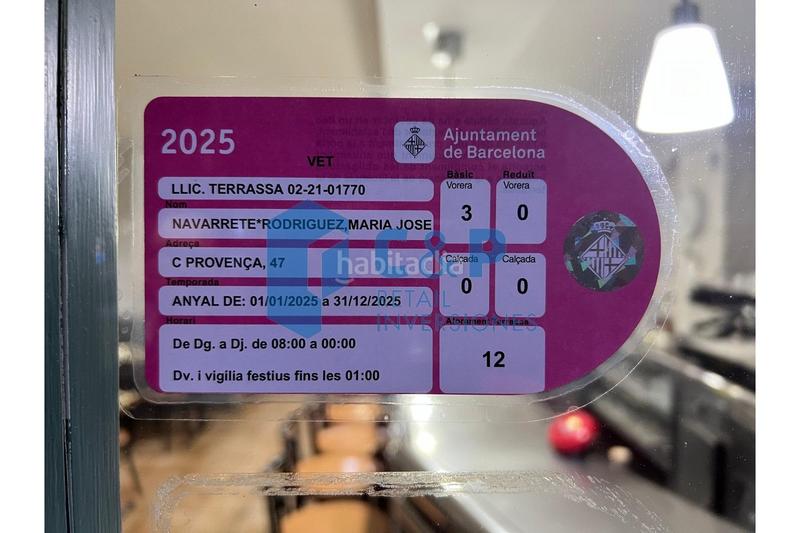 2025
VET
Ajuntament
de Barcelona
LLIC. TERRASSA 02-21-01770
Nom
NAVARRETE*RODRIGUEZ,MARIA JOSE
Adreça
C PROVENÇA, 47
Temporada
ANYAL DE: 01/01/2025 a 31/12/2025
Horari
De Dg. a Dj. de 08:00 a 00:00
Dv. i vigília festius fins les 01:00
Bàsic Reduït
Vorera Vorera
3 0
Calçada Calçada
0 0
Aforament
12
habitaclia
C&P
RETAIL
INVERSIONES